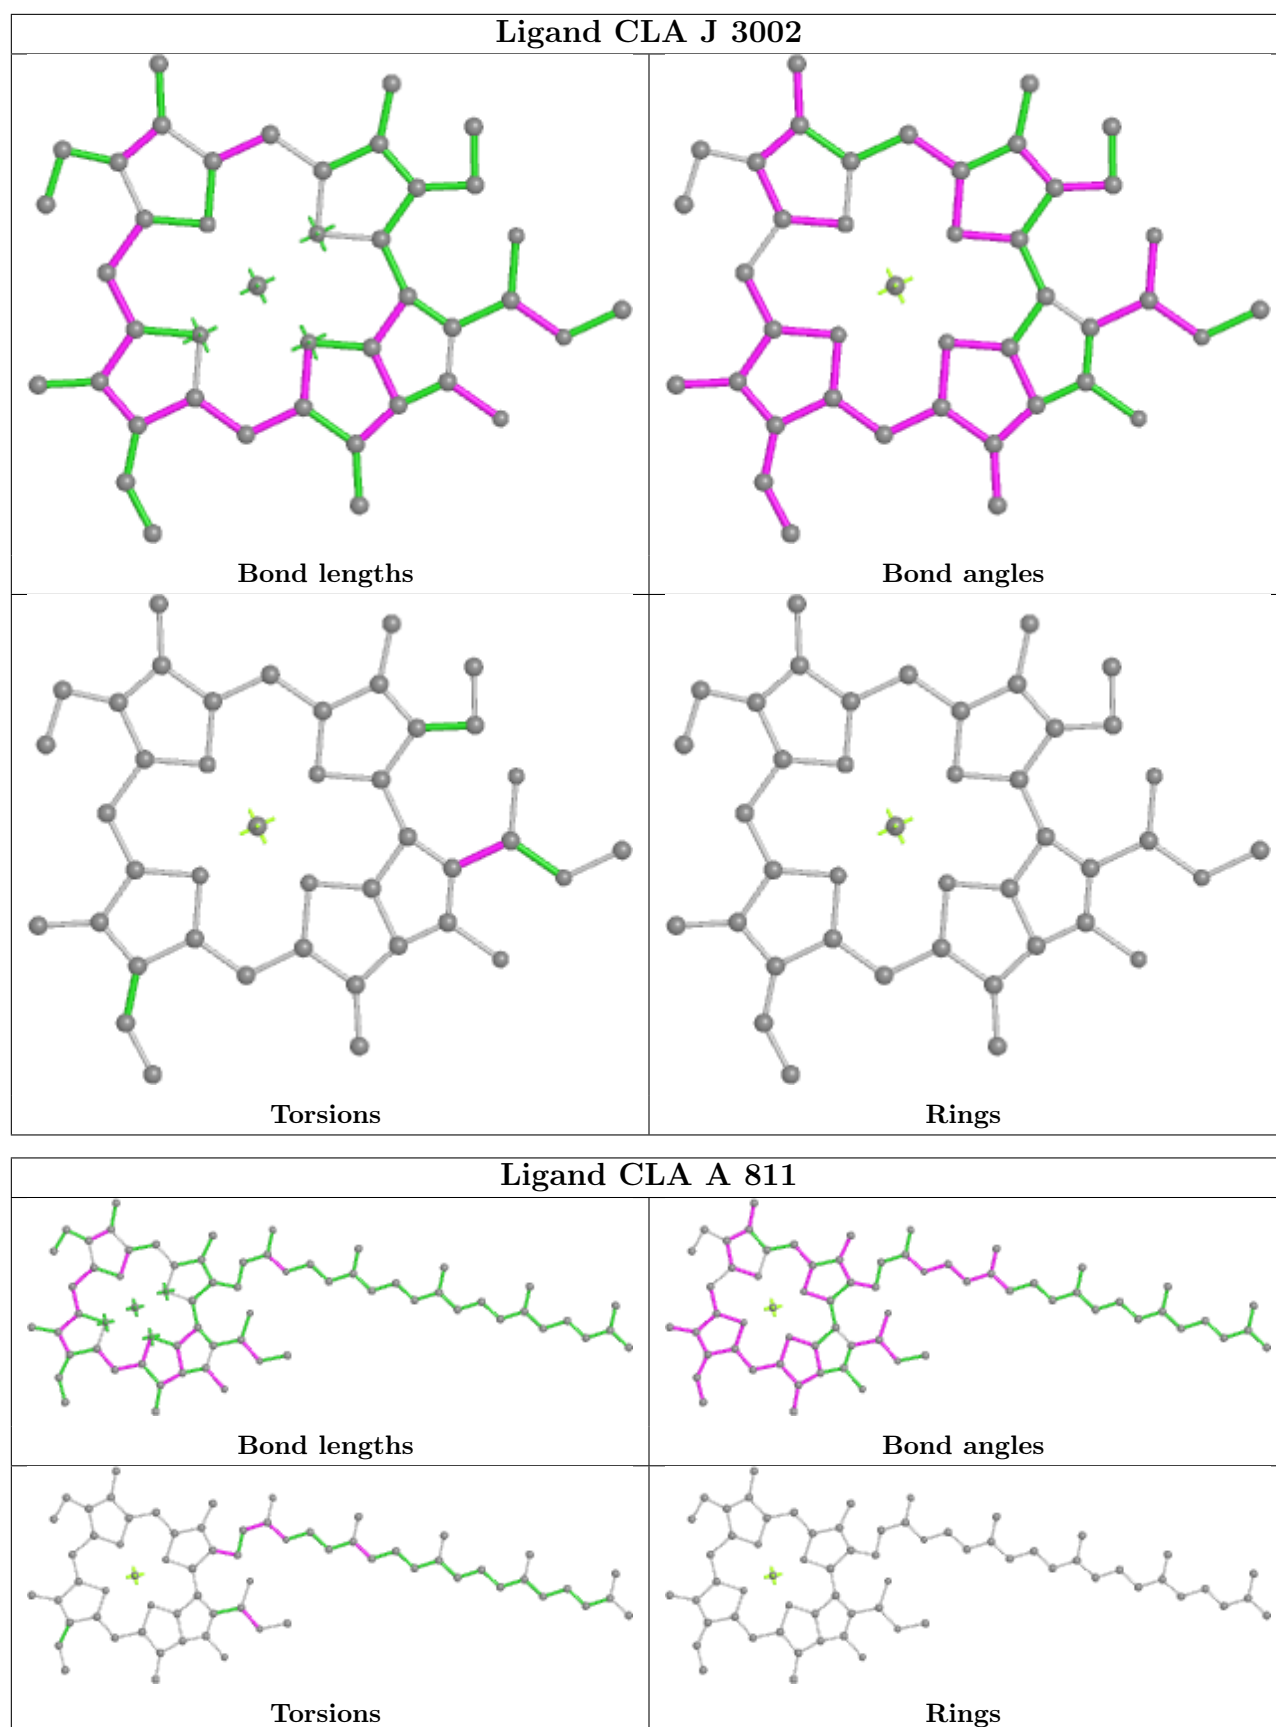 Ligand CLA J 3002
Bond lengths
Bond angles
Torsions
Rings
Ligand CLA A 811
Bond lengths
Bond angles
Torsions
Rings